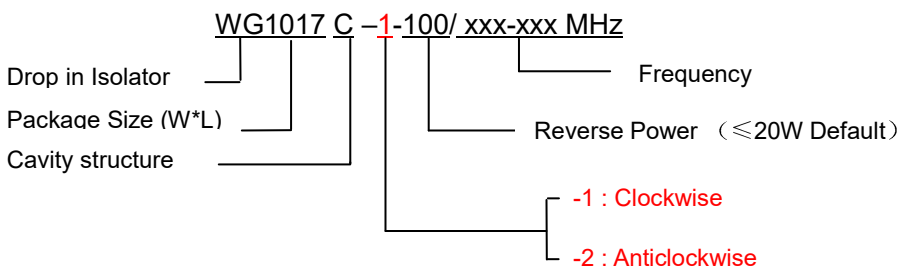 WG1017 C –1-100/ xxx-xxx MHz
Drop in Isolator
Frequency
Package Size (W*L)
Reverse Power （≤20W Default）
Cavity structure
-1 : Clockwise
-2 : Anticlockwise